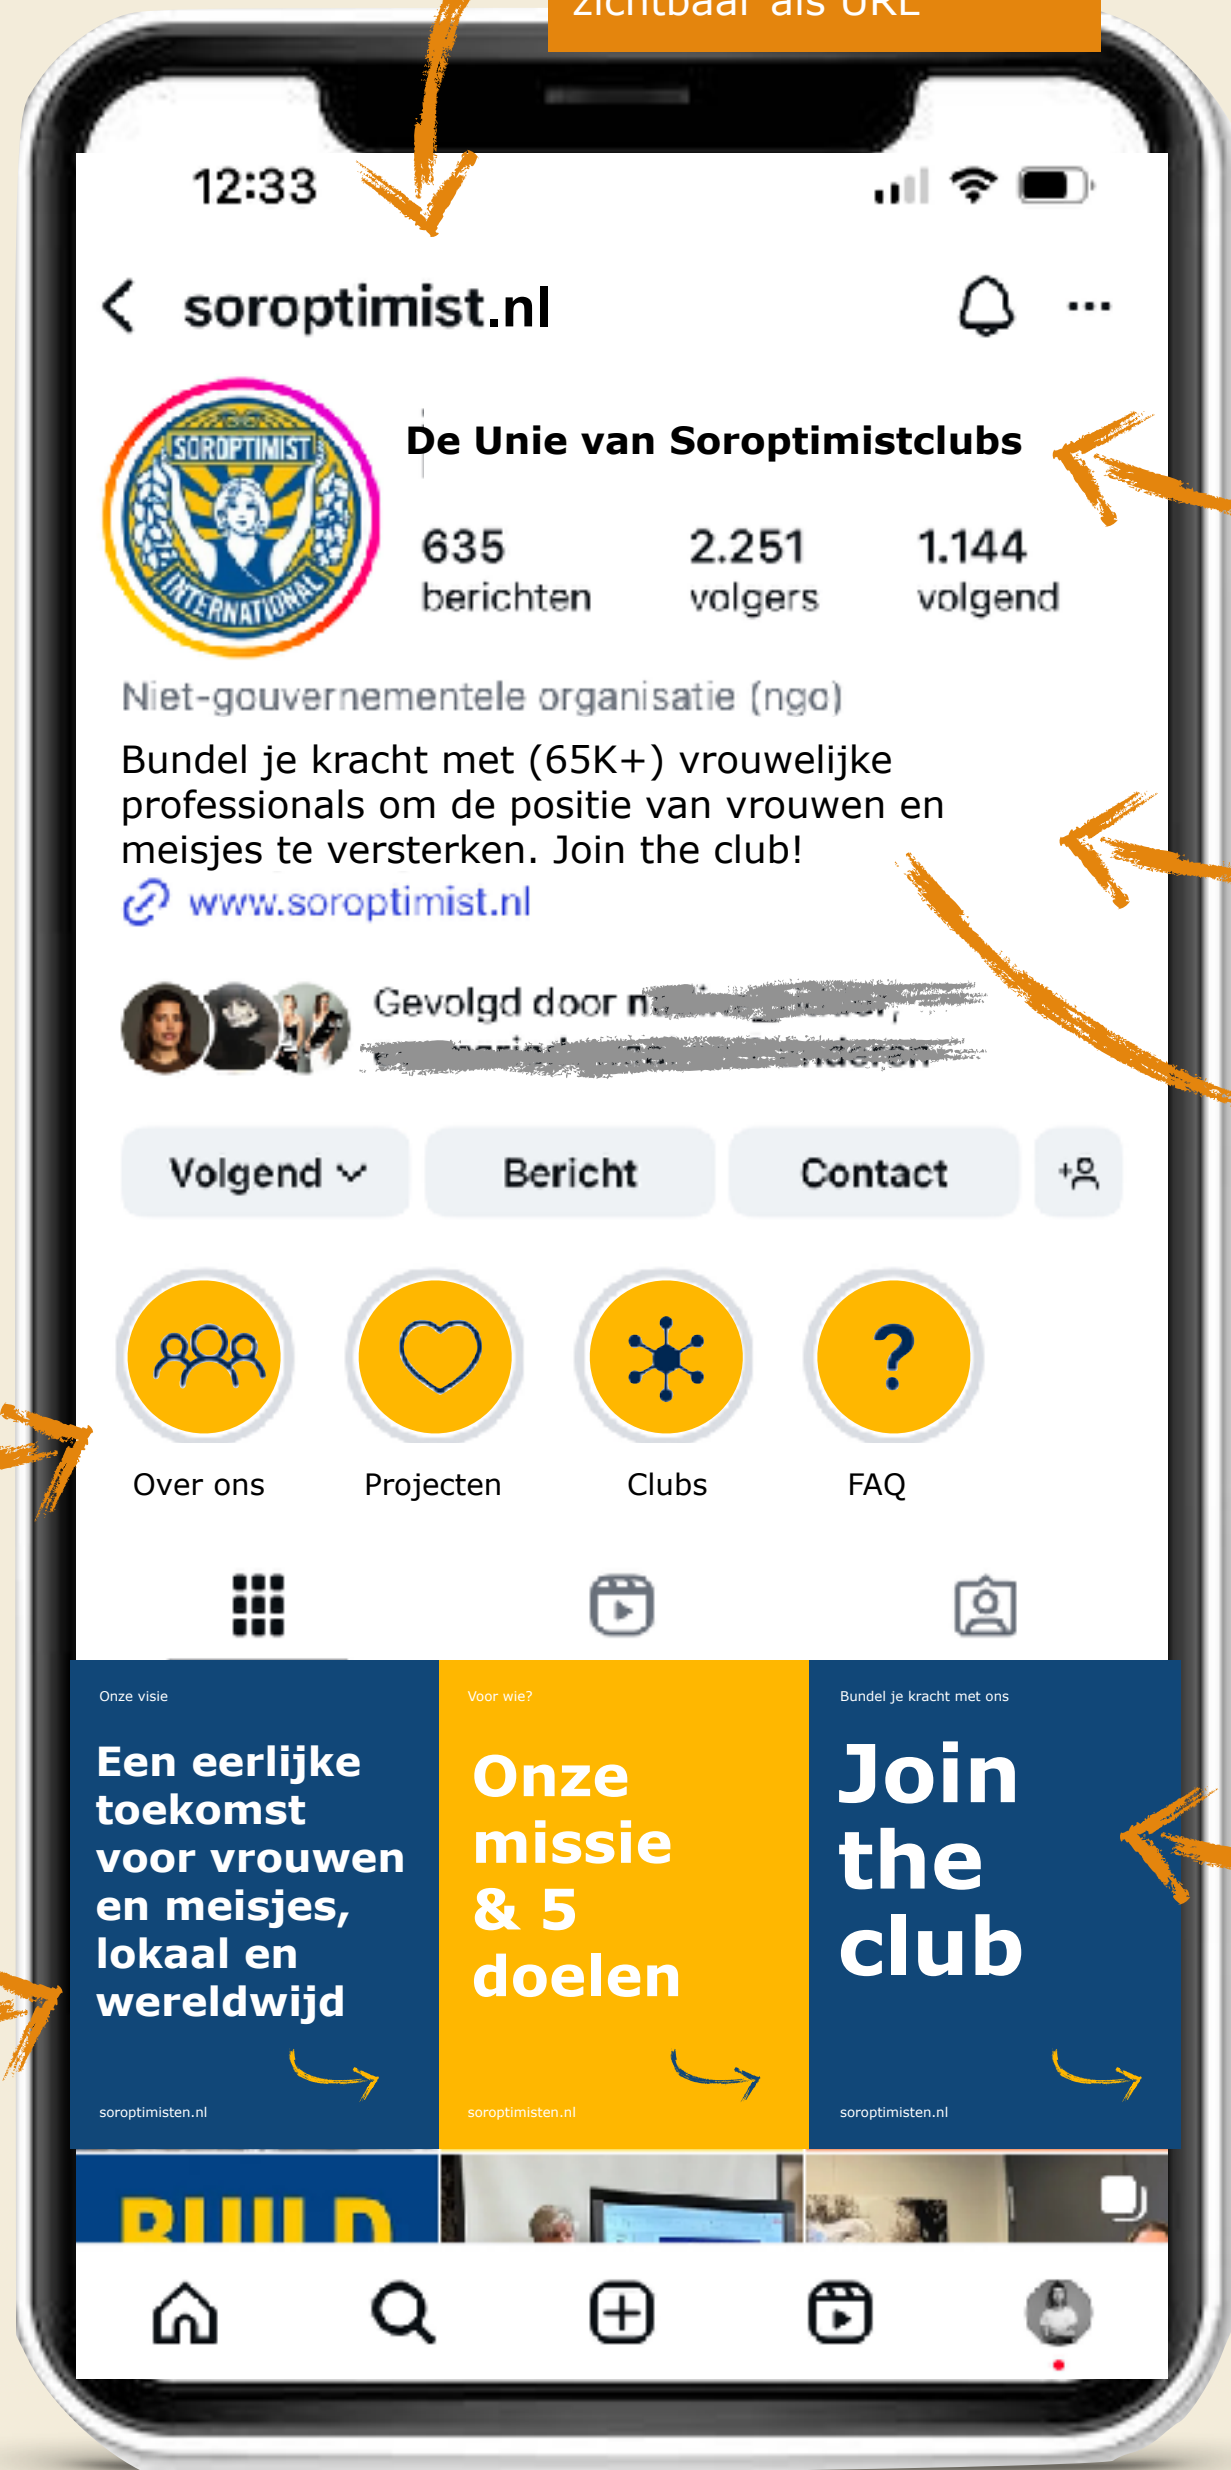 zichtbaar als URL
12:33
soroptimist.nl
SOROPTIMIST
INTERNATIONAL
De Unie van Soroptimistclubs
635 2.251 1.144
berichten volgers volgend
Niet-gouvernementele organisatie (ngo)
Bundel je kracht met (65K+) vrouwelijke
professionals om de positie van vrouwen en
meisjes te versterken. Join the club!
www.soroptimist.nl
Gevolgd door
Volgend Bericht Contact
Over ons Projecten Clubs FAQ
Onze visie
Een eerlijke
toekomst
voor vrouwen
en meisjes,
lokaal en
wereldwijd
soroptimisten.nl
Voor wie?
Onze
missie
& 5
doelen
soroptimisten.nl
Bundel je kracht met ons
Join
the
club
soroptimisten.nl
BUILD